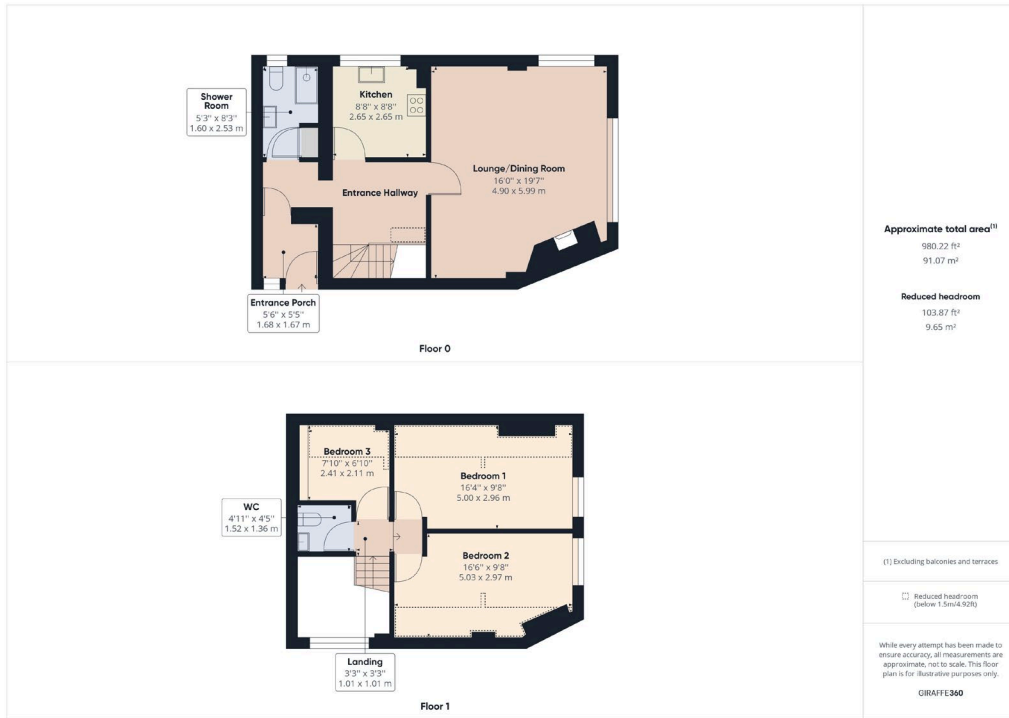 Shower
Room
5'3" x 8'3"
1.60 x 2.53 m
Kitchen
8'8" x 8'8"
2.65 x 2.65 m
Lounge/Dining Room
16'0" x 19'7"
4.90 x 5.99 m
Entrance Hallway
Entrance Porch
5'6" x 5'5"
1.68 x 1.67 m
Floor 0
Bedroom 3
7'10" x 6'10"
2.41 x 2.11 m
Bedroom 1
16'4" x 9'8"
5.00 x 2.96 m
WC
4'11" x 4'5"
1.52 x 1.36 m
Bedroom 2
16'6" x 9'8"
5.03 x 2.97 m
Landing
3'3" x 3'3"
1.01 x 1.01 m
Floor 1
Approximate total area(1)
980.22 ft²
91.07 m²
Reduced headroom
103.87 ft²
9.65 m²
(1) Excluding balconies and terraces
Reduced headroom
(below 1.5m/4.92ft)
While every attempt has been made to
ensure accuracy, all measurements are
approximate, not to scale. This floor
plan is for illustrative purposes only.
GIRAFFE360